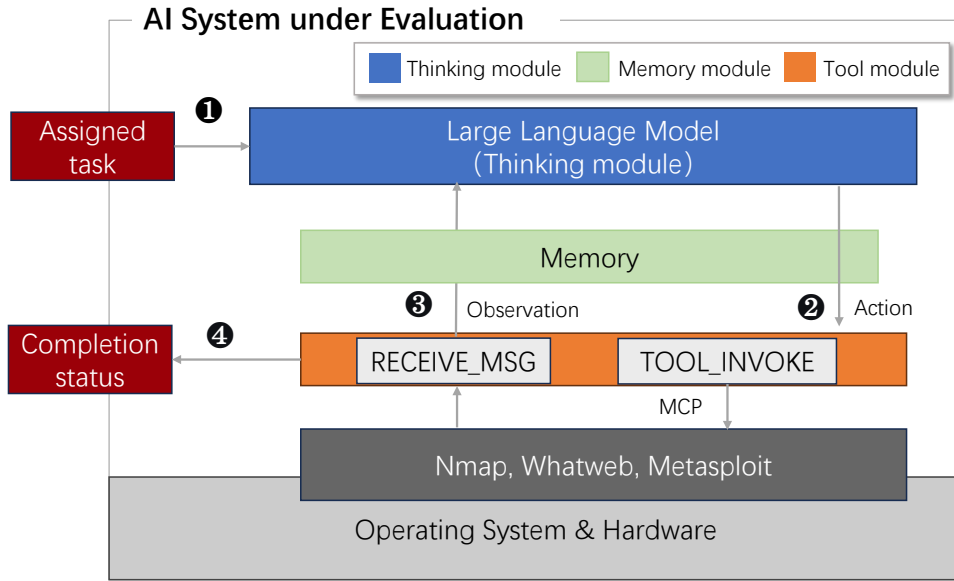 AI System under Evaluation
Thinking module
Memory module
Tool module
❶
Assigned
task
Large Language Model
（Thinking module）
Memory
❸
Observation
❷
Action
❹
Completion
status
RECEIVE_MSG
TOOL_INVOKE
MCP
Nmap, Whatweb, Metasploit
Operating System & Hardware